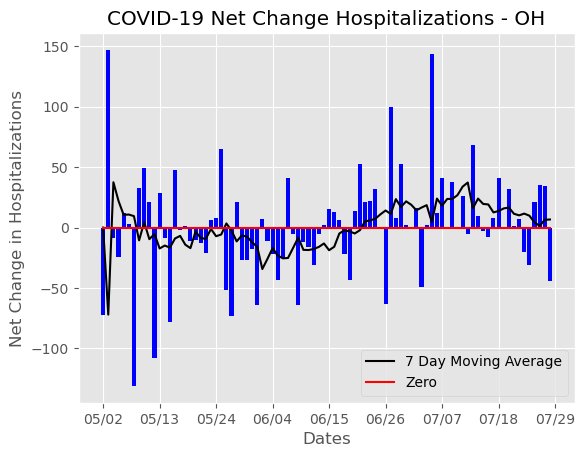 COVID-19 Net Change Hospitalizations - OH
Net Change in Hospitalizations
150
100
50
0
−50
−100
7 Day Moving Average
Zero
05/02 05/13 05/24 06/04 06/15 06/26 07/07 07/18 07/29
Dates